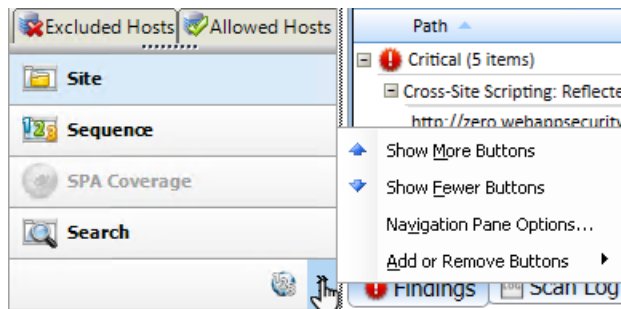 Excluded Hosts Allowed Hosts
Site
Sequence
SPA Coverage
Search
Path
Critical (5 items)
Cross-Site Scripting: Reflecte
http://zero.webappsecurity
Show More Buttons
Show Fewer Buttons
Navigation Pane Options...
Add or Remove Buttons
Findings Scan Log